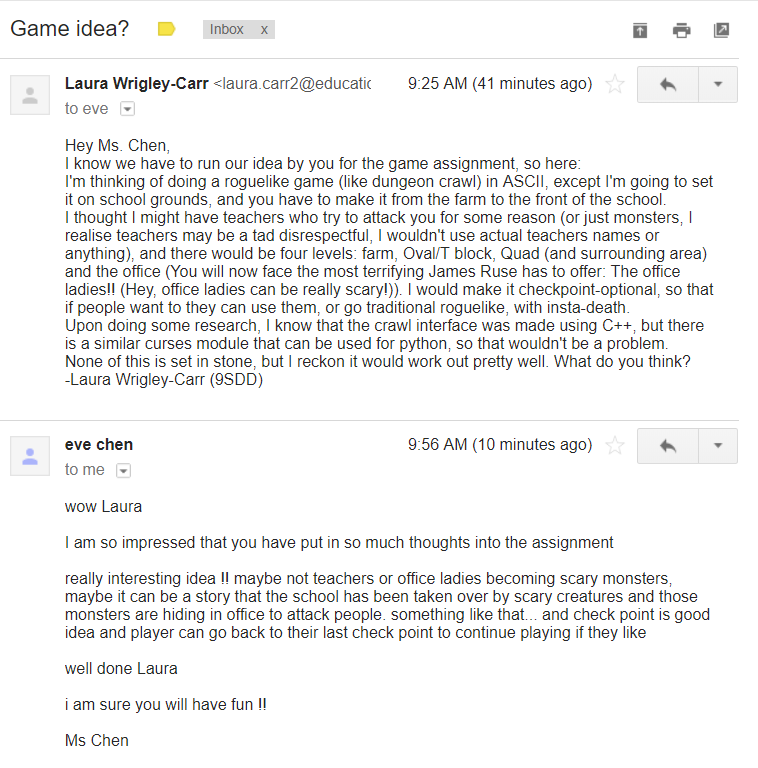 Game idea?
Inbox x
Laura Wrigley-Carr <laura.carr2@educatic 9:25 AM (41 minutes ago)
to eve
Hey Ms. Chen,
I know we have to run our idea by you for the game assignment, so here:
I'm thinking of doing a roguelike game (like dungeon crawl) in ASCII, except I'm going to set
it on school grounds, and you have to make it from the farm to the front of the school.
I thought I might have teachers who try to attack you for some reason (or just monsters, I
realise teachers may be a tad disrespectful, I wouldn't use actual teachers names or
anything), and there would be four levels: farm, Oval/T block, Quad (and surrounding area)
and the office (You will now face the most terrifying James Ruse has to offer: The office
ladies!! (Hey, office ladies can be really scary!)). I would make it checkpoint-optional, so that
if people want to they can use them, or go traditional roguelike, with insta-death.
Upon doing some research, I know that the crawl interface was made using C++, but there
is a similar curses module that can be used for python, so that wouldn't be a problem.
None of this is set in stone, but I reckon it would work out pretty well. What do you think?
-Laura Wrigley-Carr (9SDD)
eve chen 9:56 AM (10 minutes ago)
to me
wow Laura
I am so impressed that you have put in so much thoughts into the assignment
really interesting idea !! maybe not teachers or office ladies becoming scary monsters,
maybe it can be a story that the school has been taken over by scary creatures and those
monsters are hiding in office to attack people. something like that... and check point is good
idea and player can go back to their last check point to continue playing if they like
well done Laura
i am sure you will have fun !!
Ms Chen